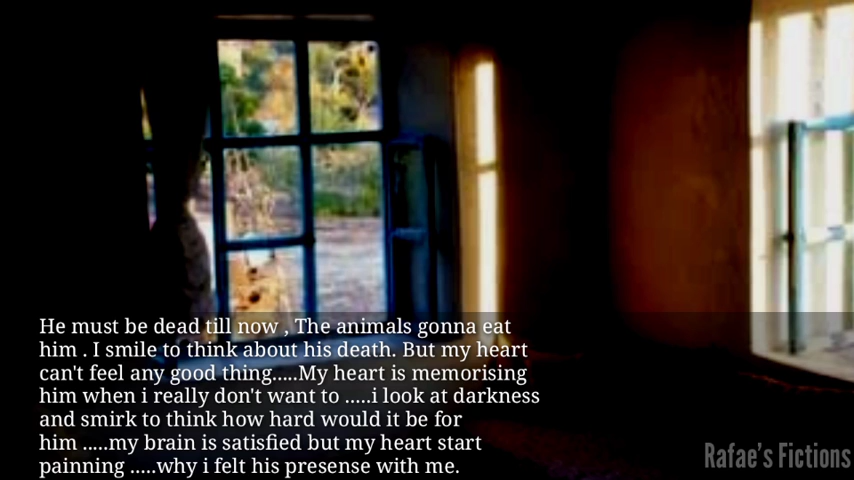 He must be dead till now , The animals gonna eat
him . I smile to think about his death. But my heart
can't feel any good thing.....My heart is memorising
him when i really don't want to .....i look at darkness
and smirk to think how hard would it be for
him .....my brain is satisfied but my heart start
painning .....why i felt his presense with me.
Rafae's Fictions